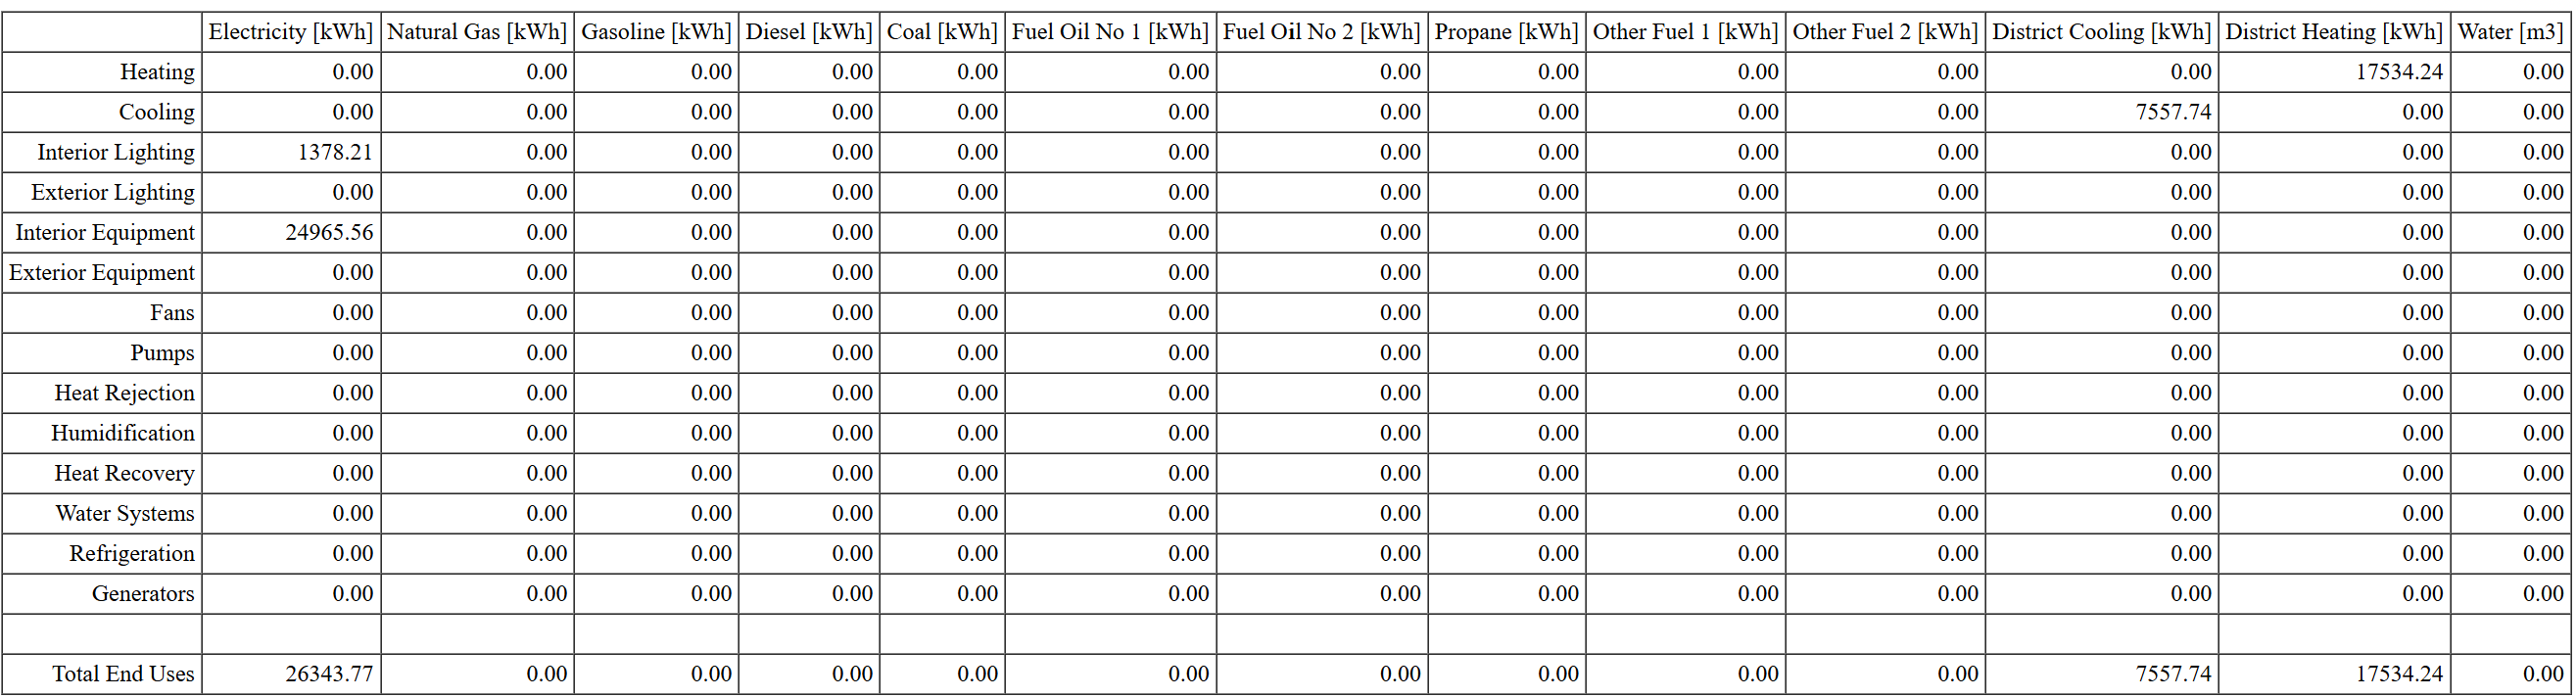 Electricity [kWh] Natural Gas [kWh] Gasoline [kWh] Diesel [kWh] Coal [kWh] Fuel Oil No 1 [kWh] Fuel Oil No 2 [kWh] Propane [kWh] Other Fuel 1 [kWh] Other Fuel 2 [kWh] District Cooling [kWh] District Heating [kWh] Water [m3]
Heating 0.00 0.00 0.00 0.00 0.00 0.00 0.00 0.00 0.00 0.00 0.00 17534.24 0.00
Cooling 0.00 0.00 0.00 0.00 0.00 0.00 0.00 0.00 0.00 0.00 7557.74 0.00 0.00
Interior Lighting 1378.21 0.00 0.00 0.00 0.00 0.00 0.00 0.00 0.00 0.00 0.00 0.00 0.00
Exterior Lighting 0.00 0.00 0.00 0.00 0.00 0.00 0.00 0.00 0.00 0.00 0.00 0.00 0.00
Interior Equipment 24965.56 0.00 0.00 0.00 0.00 0.00 0.00 0.00 0.00 0.00 0.00 0.00 0.00
Exterior Equipment 0.00 0.00 0.00 0.00 0.00 0.00 0.00 0.00 0.00 0.00 0.00 0.00 0.00
Fans 0.00 0.00 0.00 0.00 0.00 0.00 0.00 0.00 0.00 0.00 0.00 0.00 0.00
Pumps 0.00 0.00 0.00 0.00 0.00 0.00 0.00 0.00 0.00 0.00 0.00 0.00 0.00
Heat Rejection 0.00 0.00 0.00 0.00 0.00 0.00 0.00 0.00 0.00 0.00 0.00 0.00 0.00
Humidification 0.00 0.00 0.00 0.00 0.00 0.00 0.00 0.00 0.00 0.00 0.00 0.00 0.00
Heat Recovery 0.00 0.00 0.00 0.00 0.00 0.00 0.00 0.00 0.00 0.00 0.00 0.00 0.00
Water Systems 0.00 0.00 0.00 0.00 0.00 0.00 0.00 0.00 0.00 0.00 0.00 0.00 0.00
Refrigeration 0.00 0.00 0.00 0.00 0.00 0.00 0.00 0.00 0.00 0.00 0.00 0.00 0.00
Generators 0.00 0.00 0.00 0.00 0.00 0.00 0.00 0.00 0.00 0.00 0.00 0.00 0.00
Total End Uses 26343.77 0.00 0.00 0.00 0.00 0.00 0.00 0.00 0.00 0.00 7557.74 17534.24 0.00